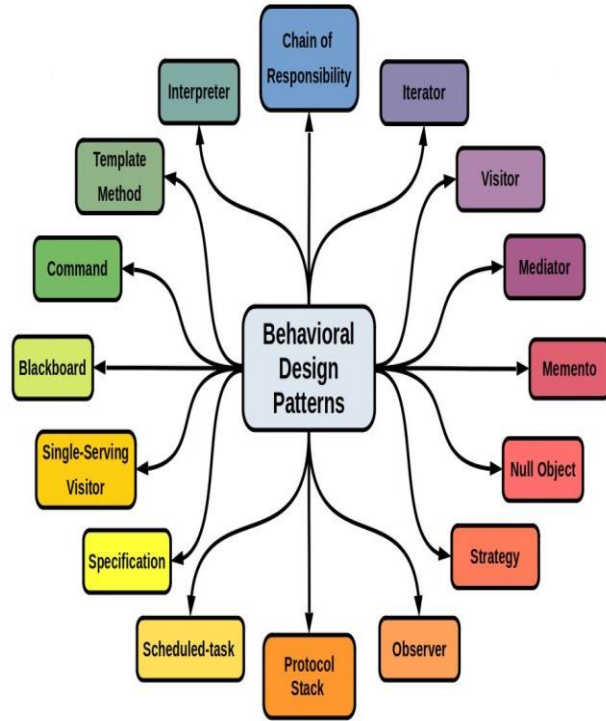 Chain of
Responsibility
Interpreter
Iterator
Template
Method
Visitor
Command
Mediator
Behavioral
Design
Patterns
Blackboard
Memento
Single-Serving
Visitor
Null Object
Specification
Strategy
Scheduled-task
Protocol
Stack
Observer